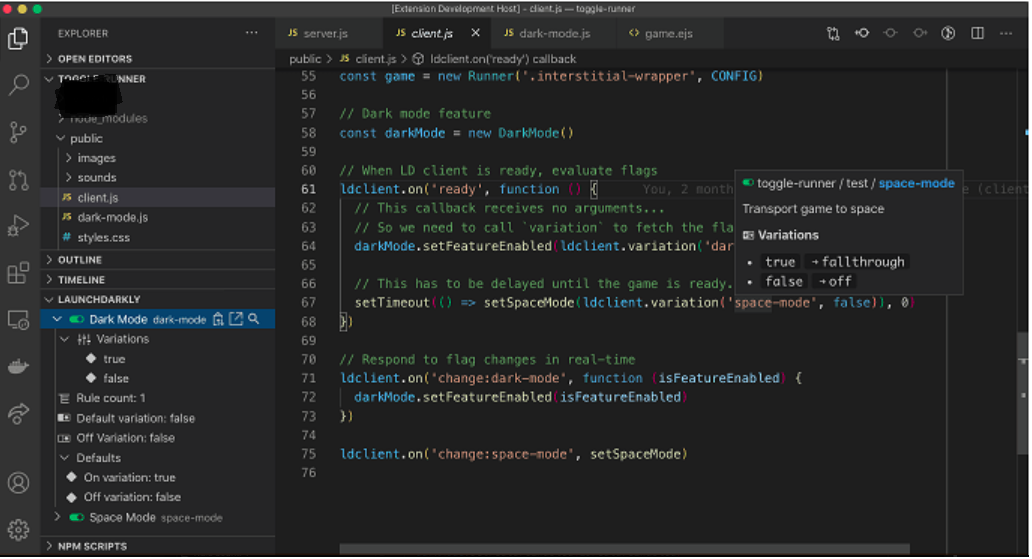 [Extension Development Host] - client.js — toggle-runner
EXPLORER
OPEN EDITORS
TOGGLE-RUNNER
node_modules
public
images
sounds
JS client.js
JS dark-mode.js
# styles.css
OUTLINE
TIMELINE
LAUNCHDARKLY
Dark Mode dark-mode
Variations
true
false
Rule count: 1
Default variation: false
Off Variation: false
Defaults
On variation: true
Off variation: false
Space Mode space-mode
NPM SCRIPTS
JS server.js
JS client.js
JS dark-mode.js
<> game.ejs
public > JS client.js > ldclient.on('ready') callback
55 const game = new Runner('.interstitial-wrapper', CONFIG)
56
57 // Dark mode feature
58 const darkMode = new DarkMode()
59
60 // When LD client is ready, evaluate flags
61 ldclient.on('ready', function () { You, 2 month (client
62 // This callback receives no arguments...
63 // So we need to call `variation` to fetch the fla
64 darkMode.setFeatureEnabled(ldclient.variation('dar
65
66 // This has to be delayed until the game is ready.
67 setTimeout(() => setSpaceMode(ldclient.variation('space-mode', false)), 0)
68 })
69
70 // Respond to flag changes in real-time
71 ldclient.on('change:dark-mode', function (isFeatureEnabled) {
72 darkMode.setFeatureEnabled(isFeatureEnabled)
73 })
74
75 ldclient.on('change:space-mode', setSpaceMode)
76
toggle-runner / test / space-mode
Transport game to space
Variations
• true → fallthrough
• false → off